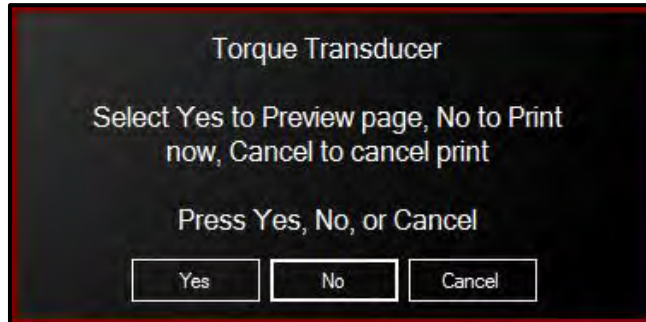 Torque Transducer
Select Yes to Preview page, No to Print
now, Cancel to cancel print
Press Yes, No, or Cancel
Yes No Cancel